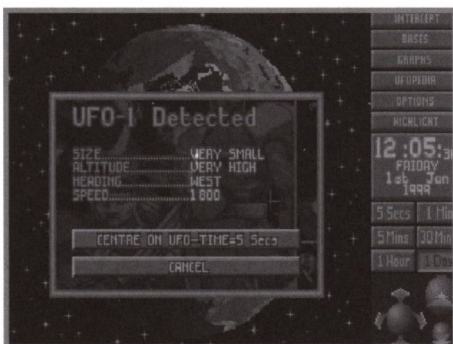 INTERCEPT
BASES
GRAPHS
UFOPEDIA
OPTIONS
UFO-1 Detected
SIZE....................VERY SMALL
ALTITUDE................VERY HIGH
HEADING.................WEST
SPEED...................1800
CENTRE ON UFO-TIME=5 Secs
CANCEL
12:05:
FRIDAY
1st Jan
1999
5 Secs
5 Mins 30 Min
1 Hour